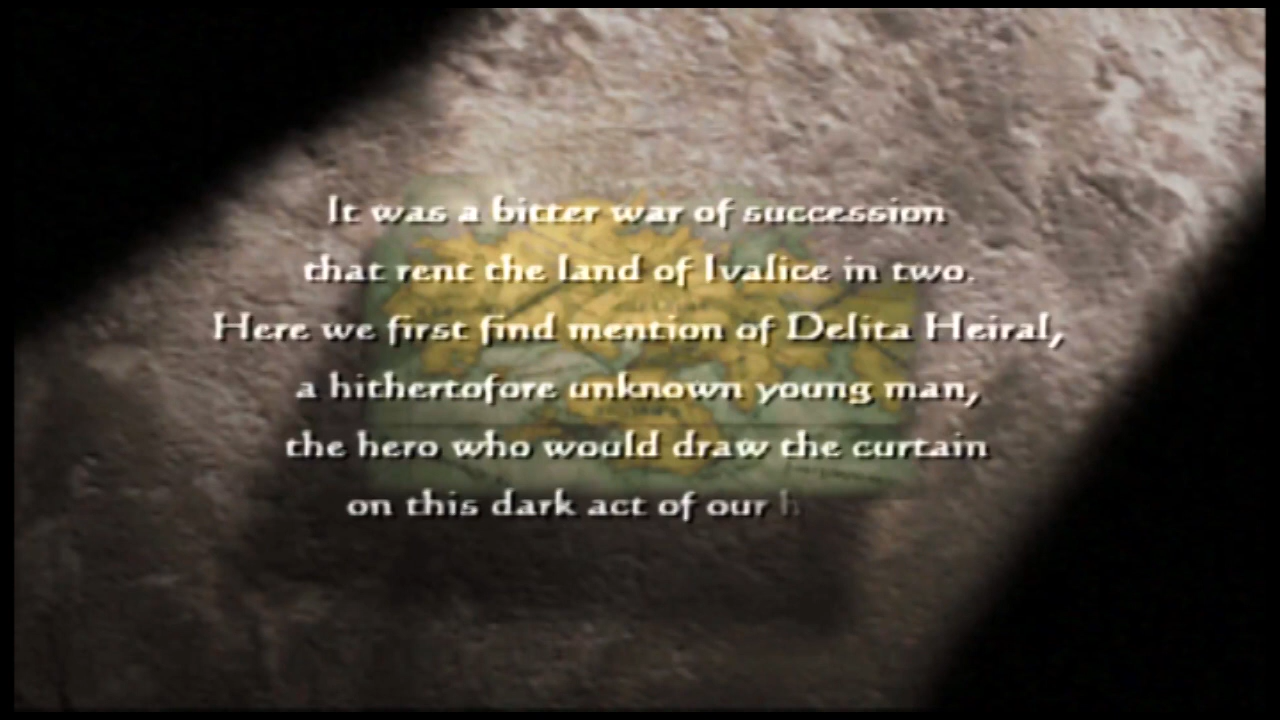 It was a bitter war of succession
that rent the land of Ivalice in two.
Here we first find mention of Delita Heiral,
a hithertofore unknown young man,
the hero who would draw the curtain
on this dark act of our h